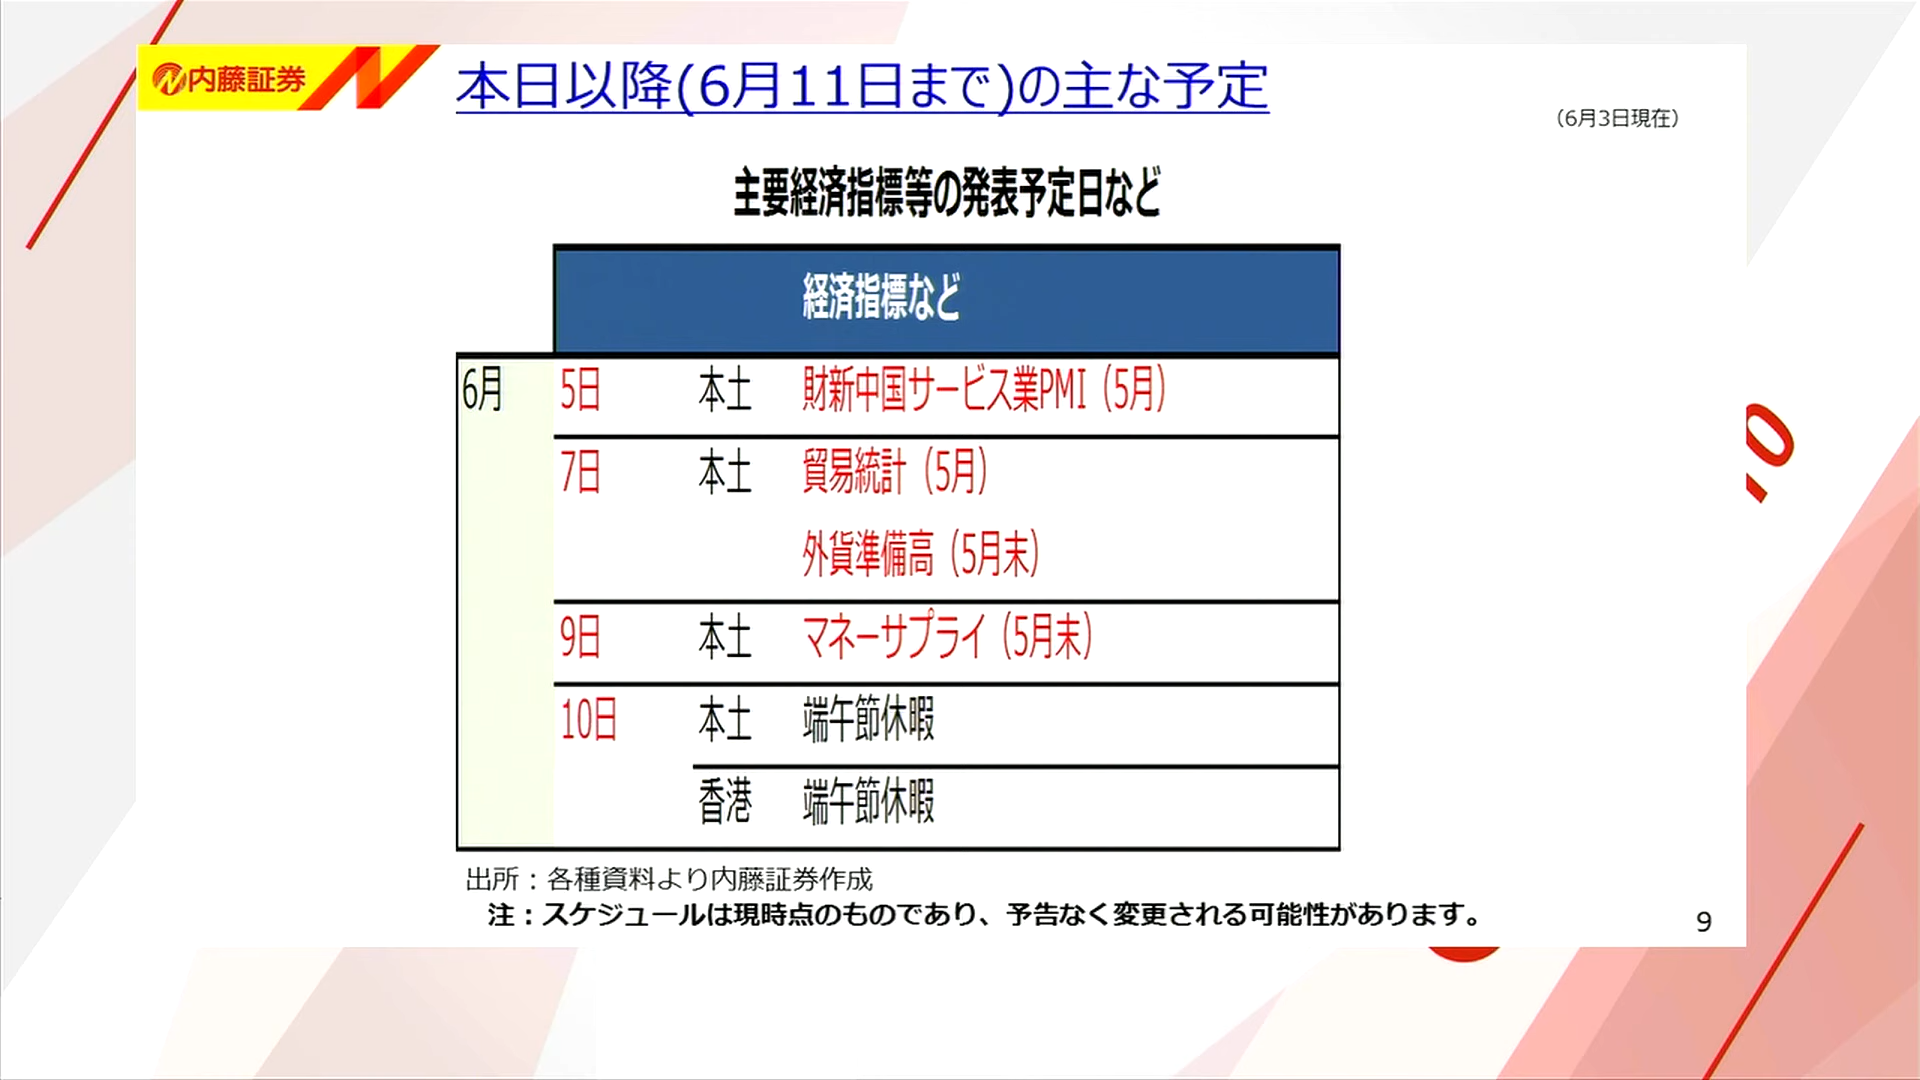 内藤証券
本日以降(6月11日まで)の主な予定
（6月3日現在）
主要経済指標等の発表予定日など
経済指標など
6月 5日 本土 財新中国サービス業PMI（5月）
7日 本土 貿易統計（5月）
外貨準備高（5月末）
9日 本土 マネーサプライ（5月末）
10日 本土 端午節休暇
香港 端午節休暇
出所：各種資料より内藤証券作成
注：スケジュールは現時点のものであり、予告なく変更される可能性があります。
9